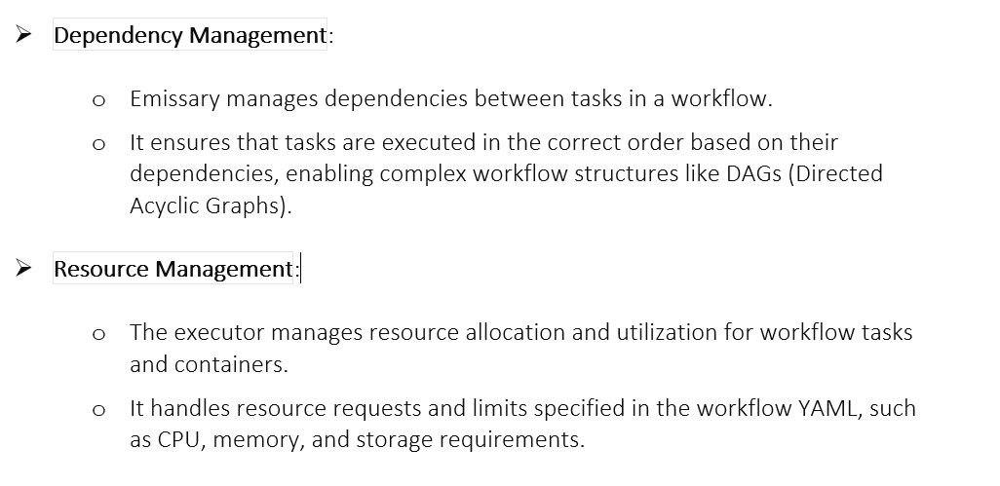 ➢ Dependency Management:
o Emissary manages dependencies between tasks in a workflow.
o It ensures that tasks are executed in the correct order based on their
dependencies, enabling complex workflow structures like DAGs (Directed
Acyclic Graphs).
➢ Resource Management:
o The executor manages resource allocation and utilization for workflow tasks
and containers.
o It handles resource requests and limits specified in the workflow YAML, such
as CPU, memory, and storage requirements.